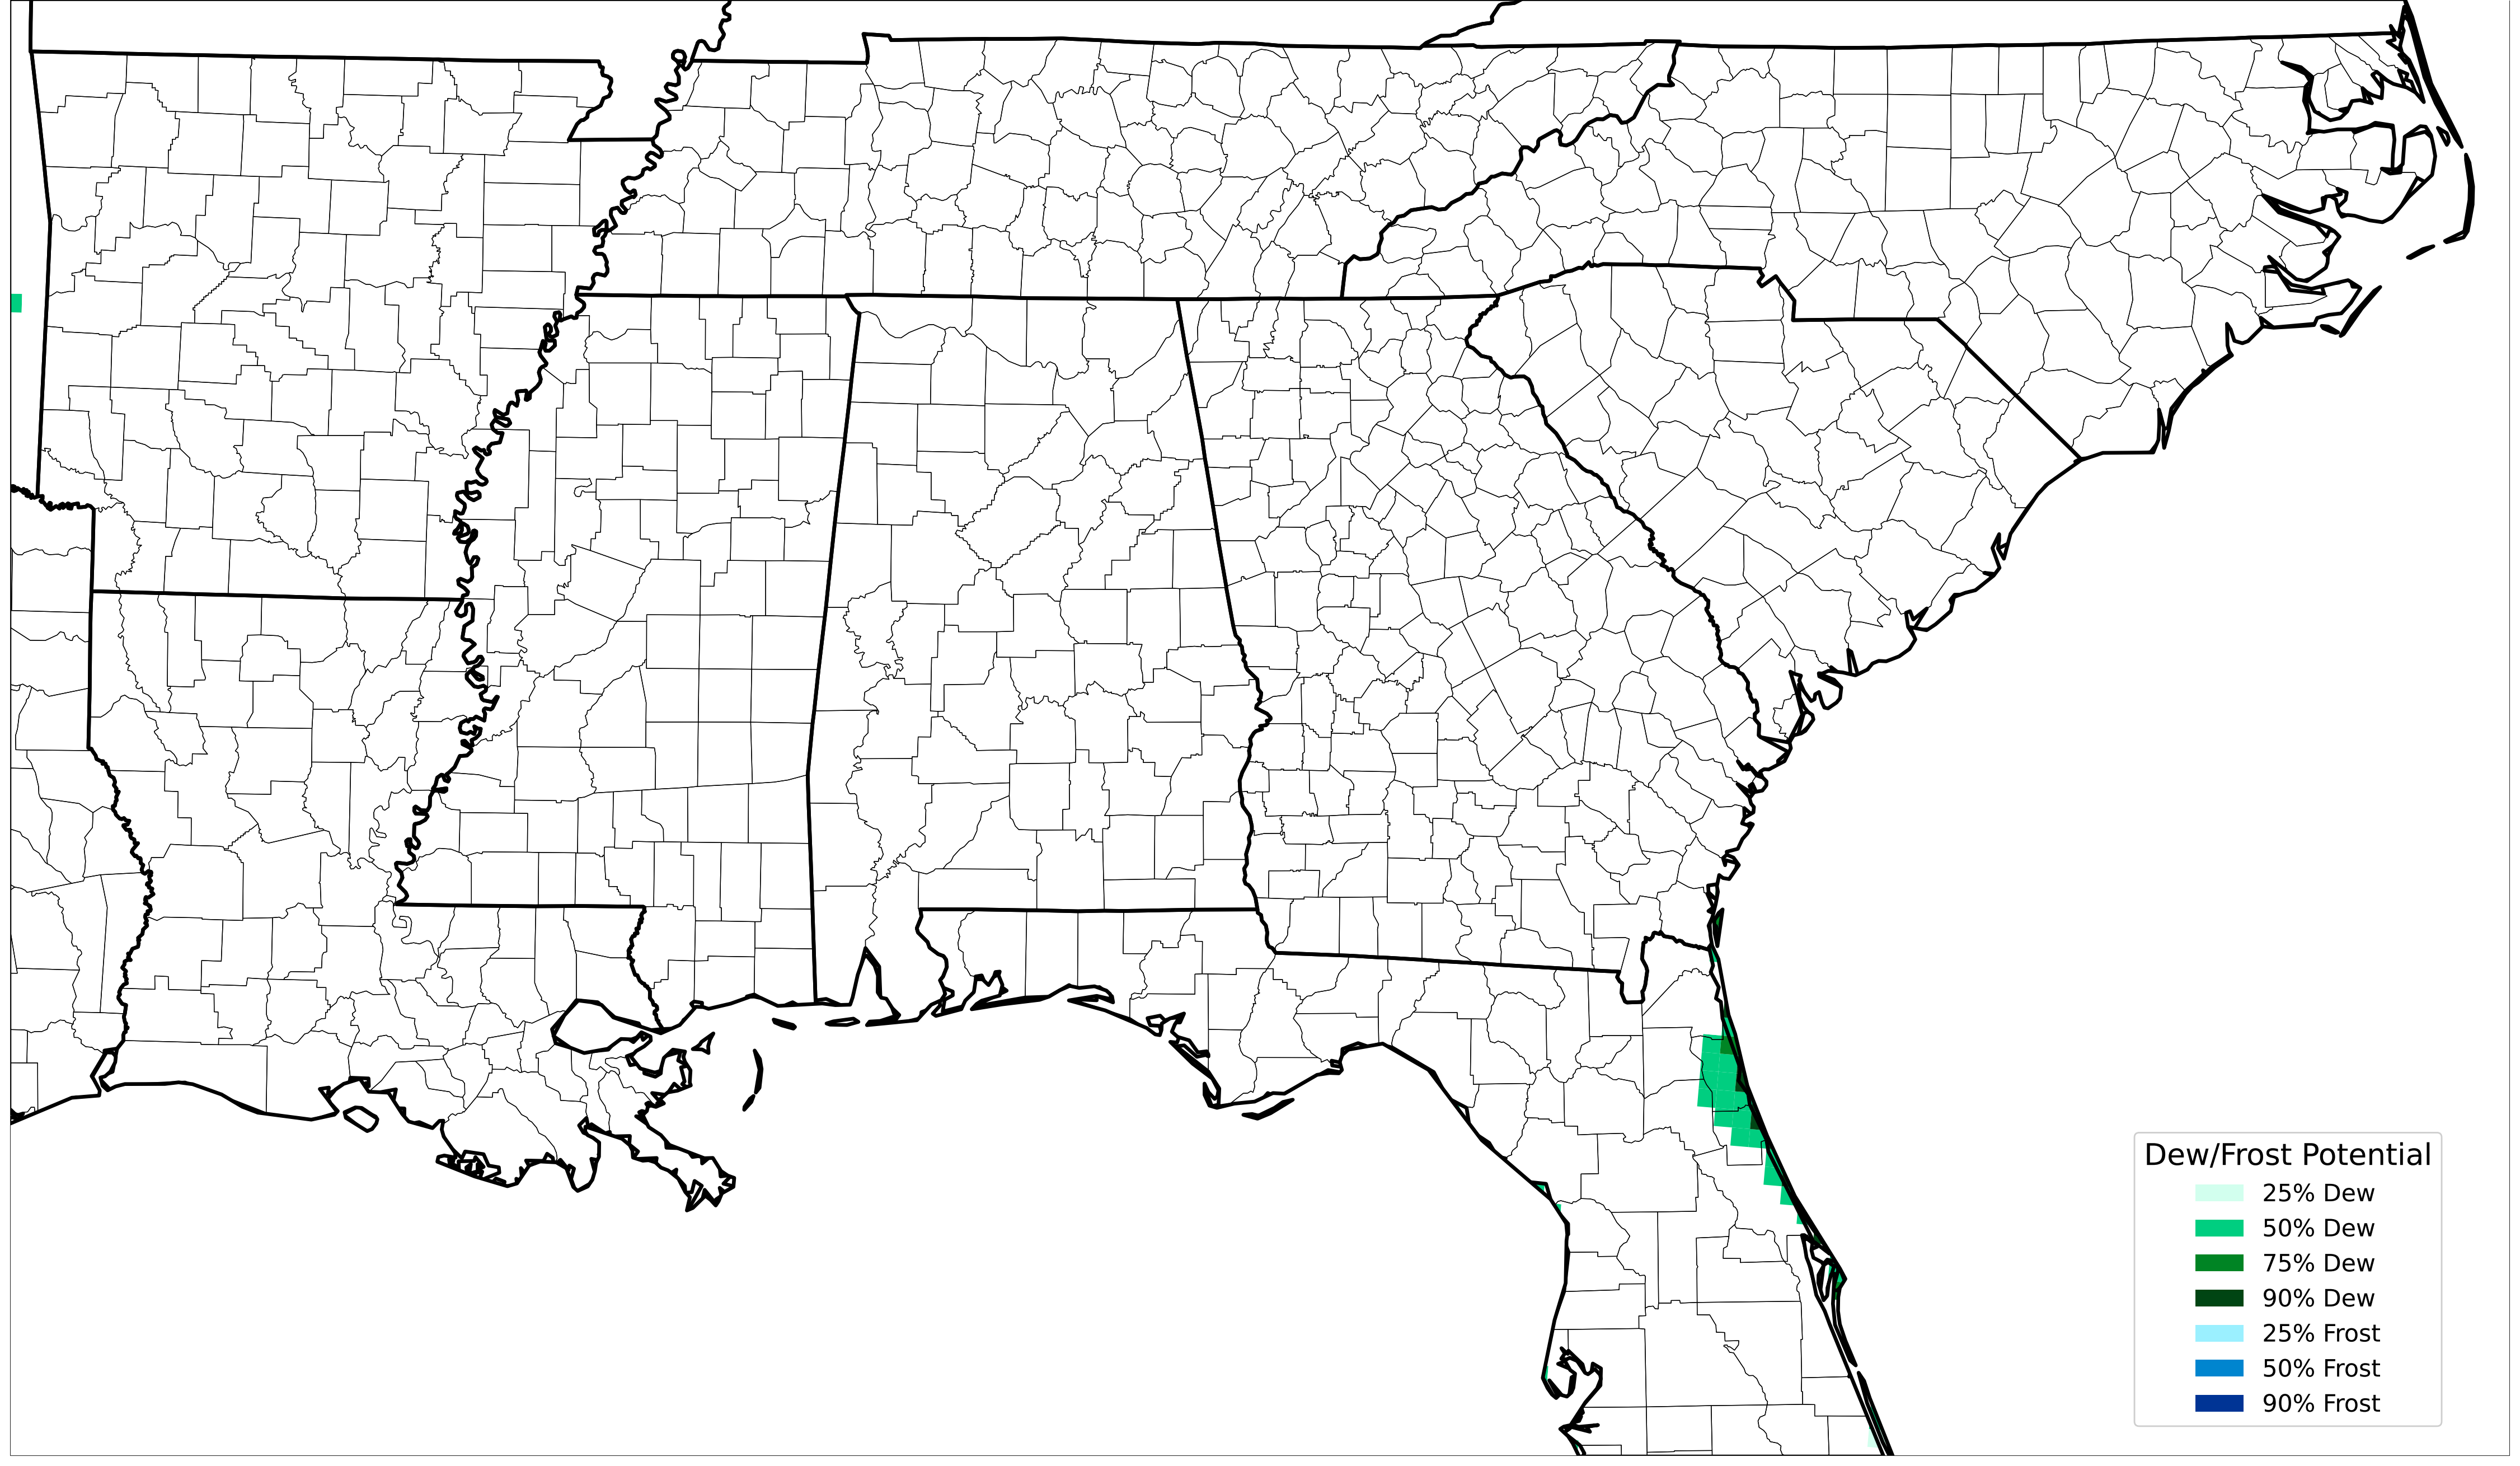 Dew/Frost Potential
25% Dew
50% Dew
75% Dew
90% Dew
25% Frost
50% Frost
90% Frost